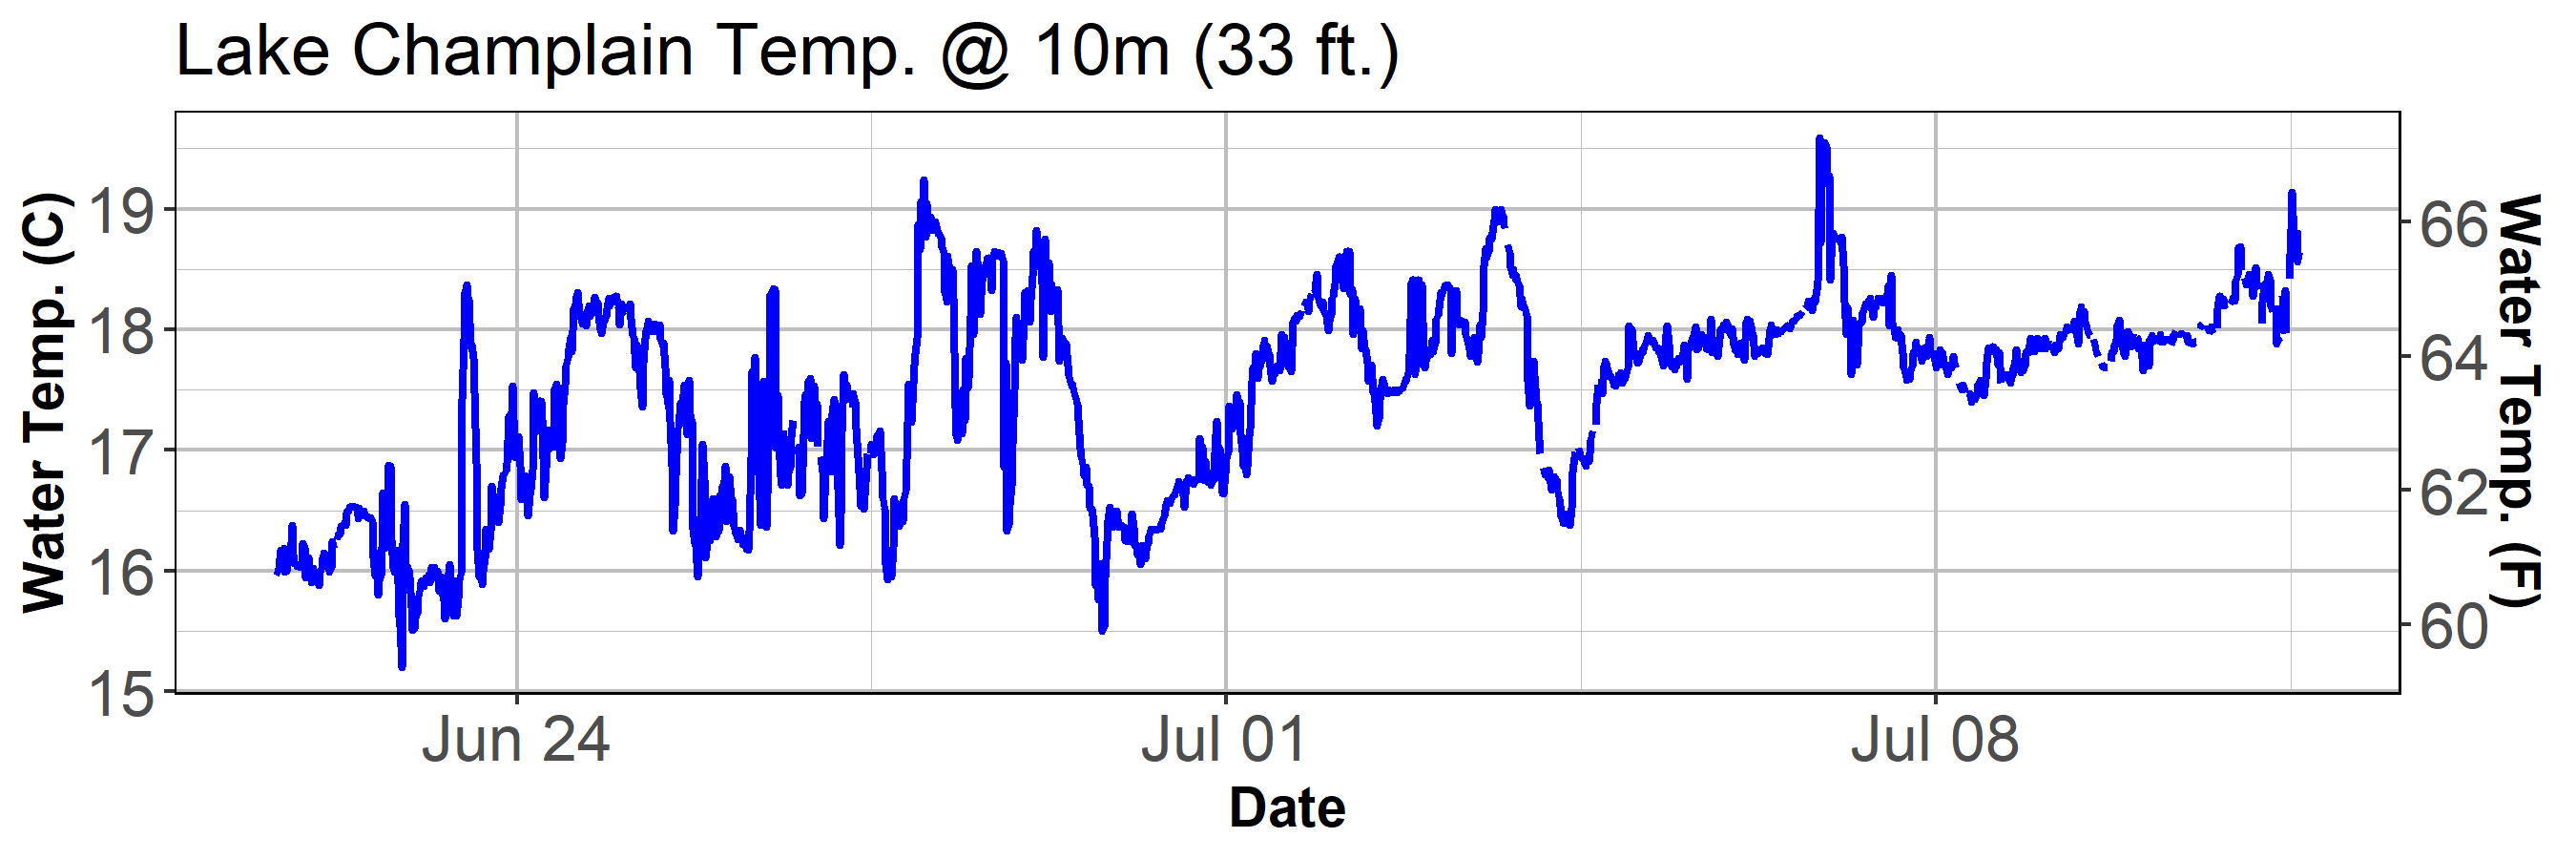 Lake Champlain Temp. @ 10m (33 ft.)
Water Temp. (C)
19
18
17
16
15
66
64
62
60
Water Temp. (F)
Jun 24
Jul 01
Jul 08
Date